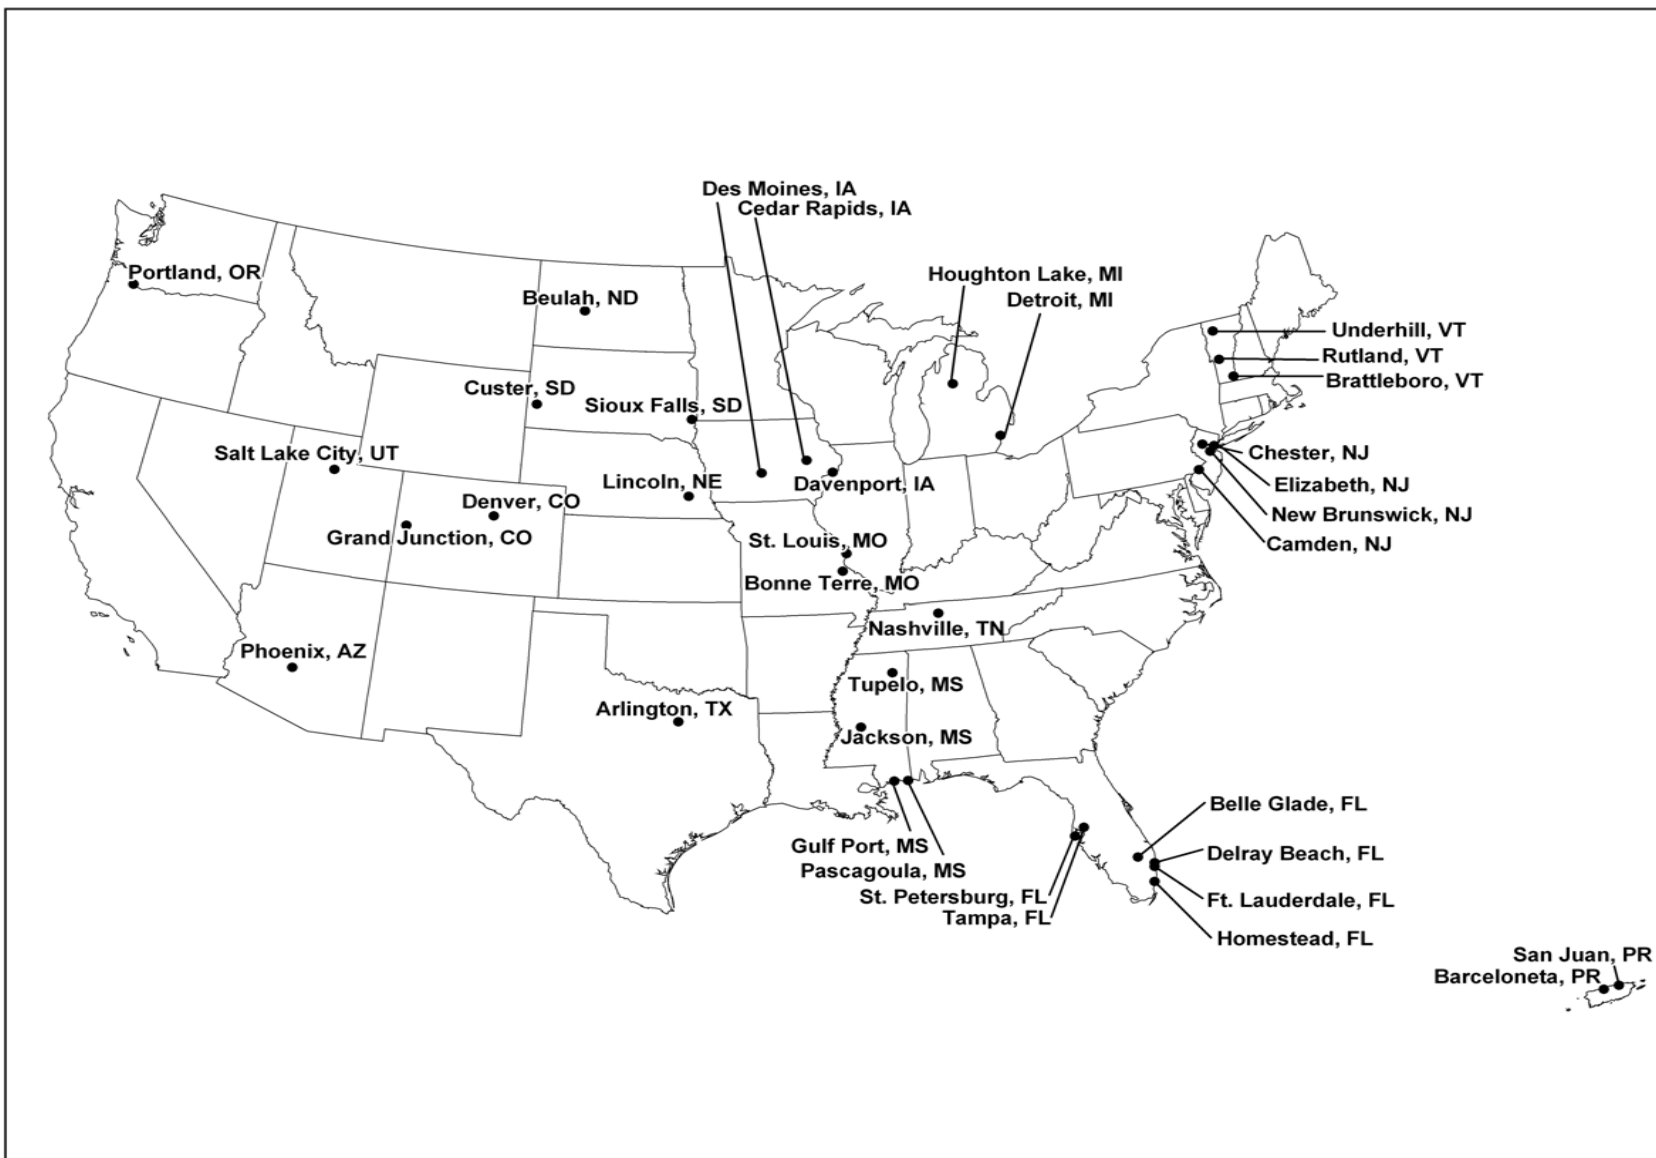 Des Moines, IA
Cedar Rapids, IA
Portland, OR
Houghton Lake, MI
Beulah, ND
Detroit, MI
Underhill, VT
Rutland, VT
Brattleboro, VT
Custer, SD
Sioux Falls, SD
Salt Lake City, UT
Chester, NJ
Lincoln, NE
Davenport, IA
Elizabeth, NJ
Denver, CO
New Brunswick, NJ
Grand Junction, CO
St. Louis, MO
Camden, NJ
Bonne Terre, MO
Nashville, TN
Phoenix, AZ
Tupelo, MS
Arlington, TX
Jackson, MS
Belle Glade, FL
Gulf Port, MS
Delray Beach, FL
Pascagoula, MS
St. Petersburg, FL
Ft. Lauderdale, FL
Tampa, FL
Homestead, FL
San Juan, PR
Barceloneta, PR